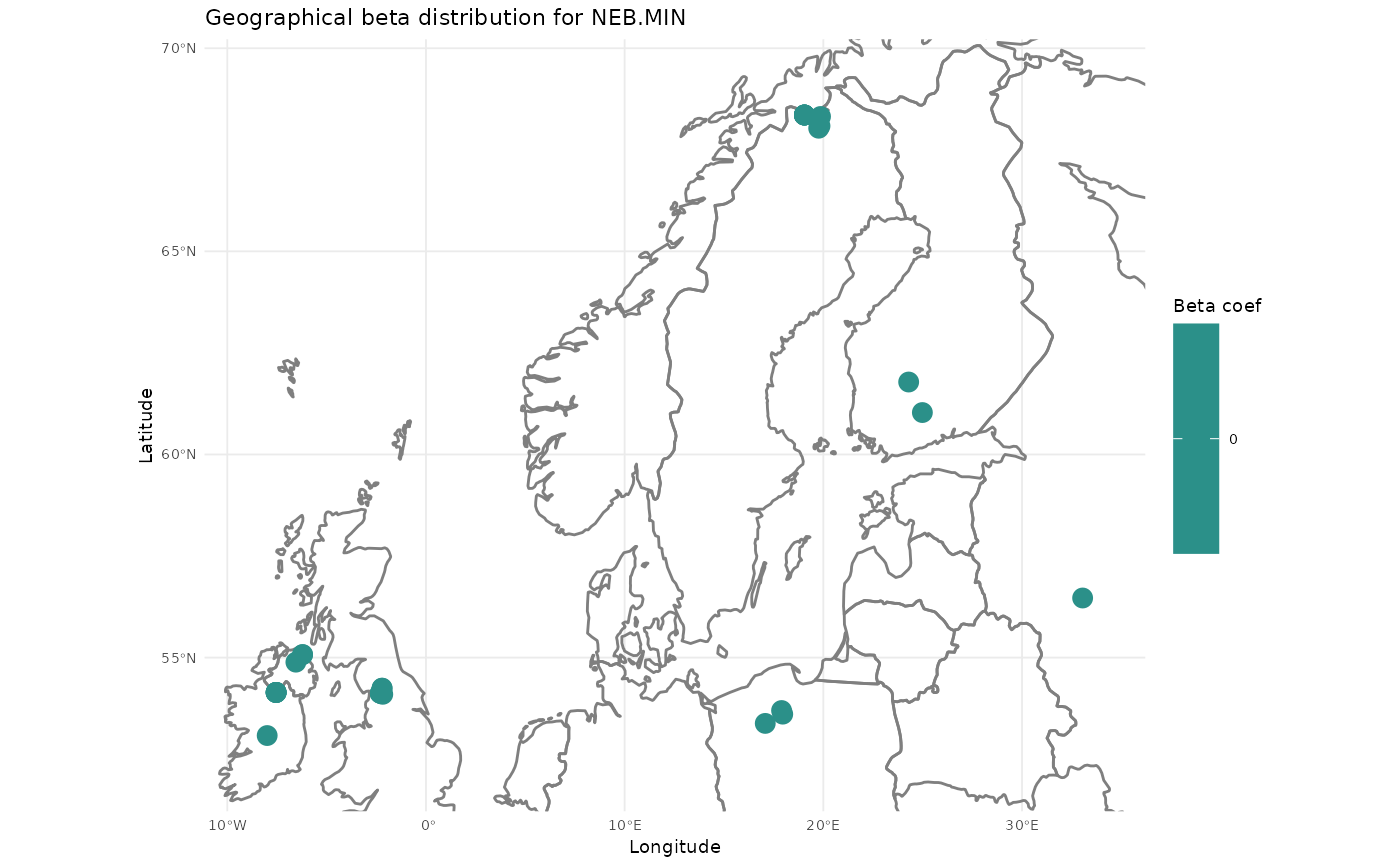 Geographical beta distribution for NEB.MIN
70°N
65°N
60°N
55°N
Latitude
10°W
0°
10°E
20°E
30°E
Longitude
Beta coef
0